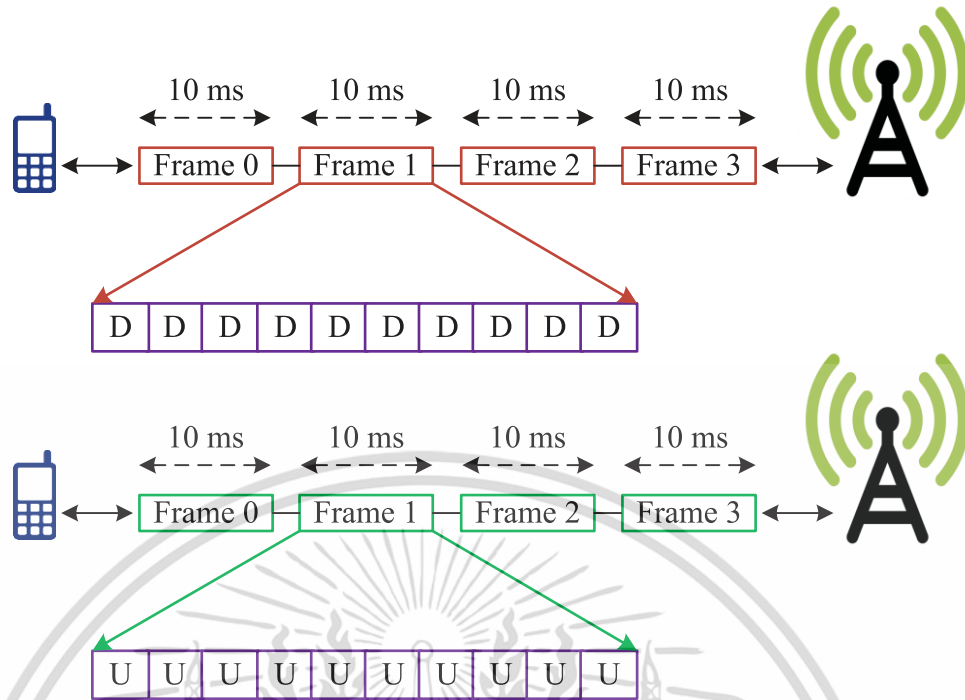 10 ms 10 ms 10 ms 10 ms
Frame 0 Frame 1 Frame 2 Frame 3
D D D D D D D D D D
10 ms 10 ms 10 ms 10 ms
Frame 0 Frame 1 Frame 2 Frame 3
U U U U U U U U U U